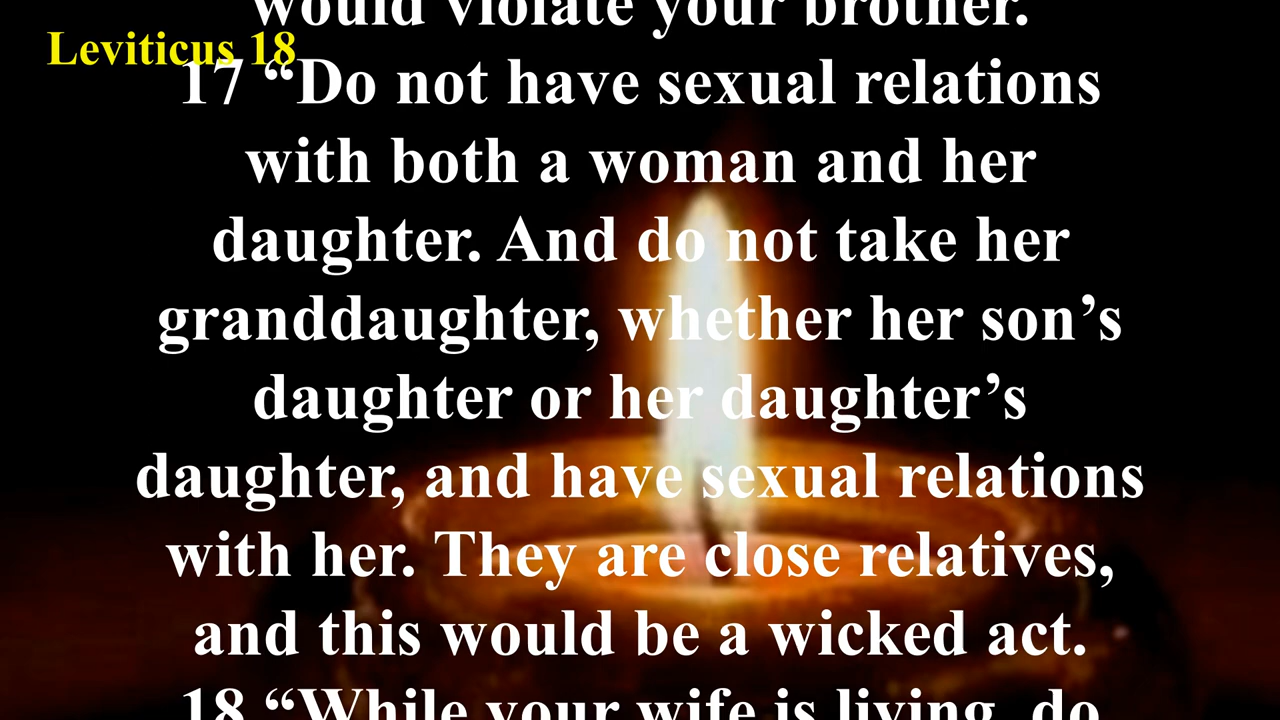 would violate your brother.
Leviticus 18
17 “Do not have sexual relations
with both a woman and her
daughter. And do not take her
granddaughter, whether her son’s
daughter or her daughter’s
daughter, and have sexual relations
with her. They are close relatives,
and this would be a wicked act.
18 “While your wife is living, do